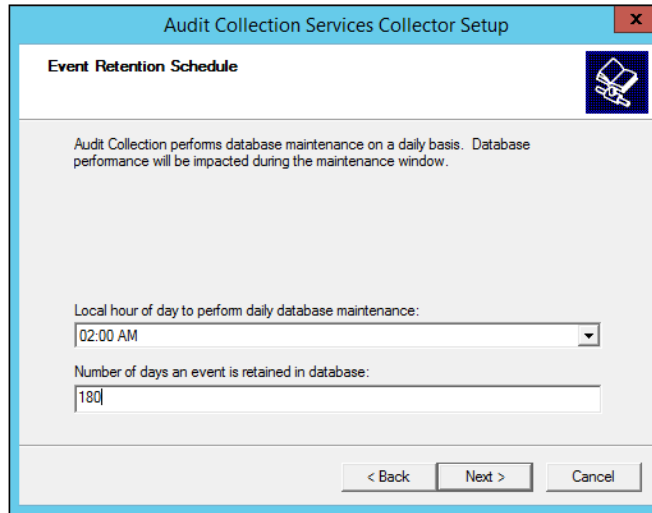 Audit Collection Services Collector Setup
x
Event Retention Schedule
Audit Collection performs database maintenance on a daily basis. Database
performance will be impacted during the maintenance window.
Local hour of day to perform daily database maintenance:
02:00 AM
Number of days an event is retained in database:
180
< Back Next > Cancel